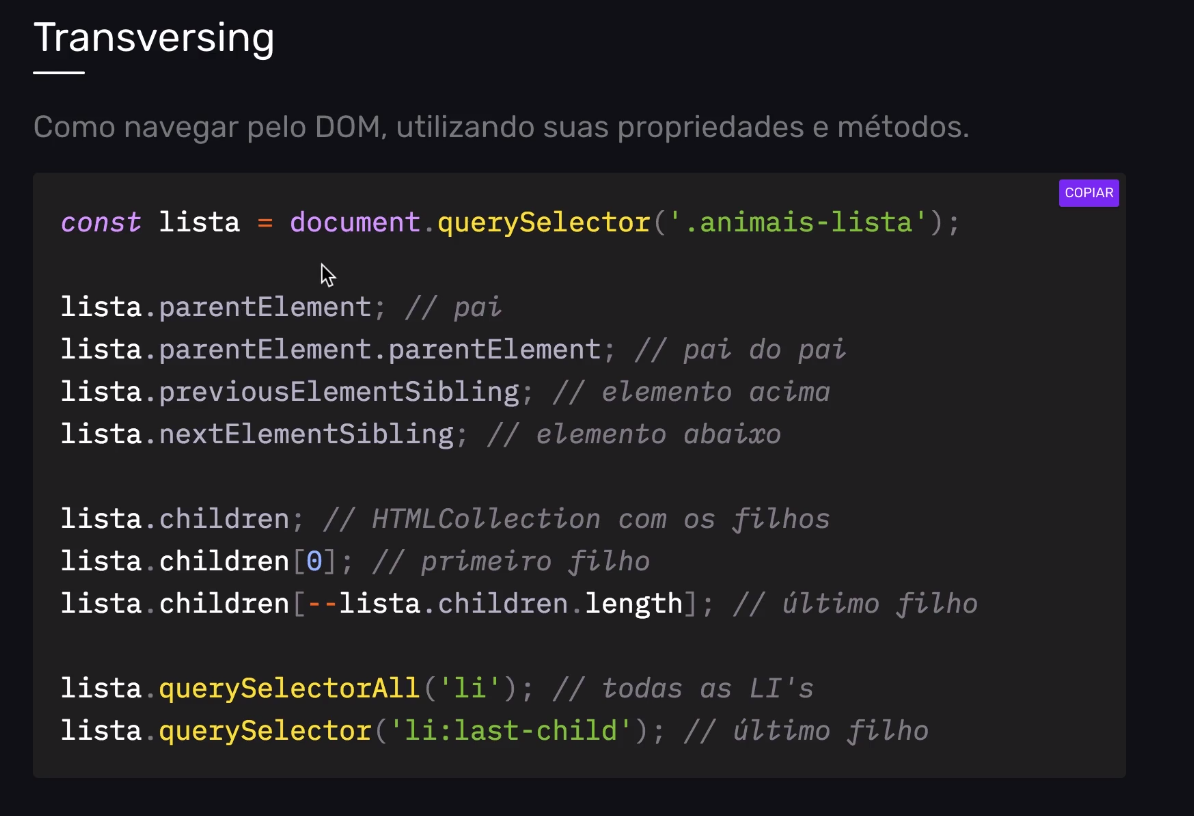 Transversing
Como navegar pelo DOM, utilizando suas propriedades e métodos.
COPIAR
const lista = document.querySelector('.animais-lista');
lista.parentElement; // pai
lista.parentElement.parentElement; // pai do pai
lista.previousElementSibling; // elemento acima
lista.nextElementSibling; // elemento abaixo
lista.children; // HTMLCollection com os filhos
lista.children[0]; // primeiro filho
lista.children[--lista.children.length]; // último filho
lista.querySelectorAll('li'); // todas as LI's
lista.querySelector('li:last-child'); // último filho